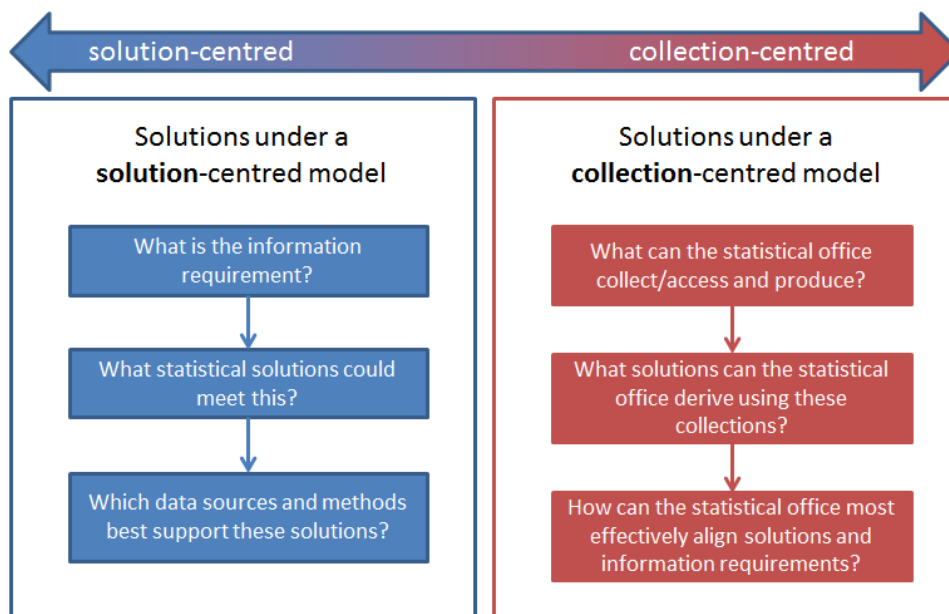 solution-centred
collection-centred
Solutions under a
solution-centred model
What is the information
requirement?
What statistical solutions could
meet this?
Which data sources and methods
best support these solutions?
Solutions under a
collection-centred model
What can the statistical office
collect/access and produce?
What solutions can the statistical
office derive using these
collections?
How can the statistical office most
effectively align solutions and
information requirements?